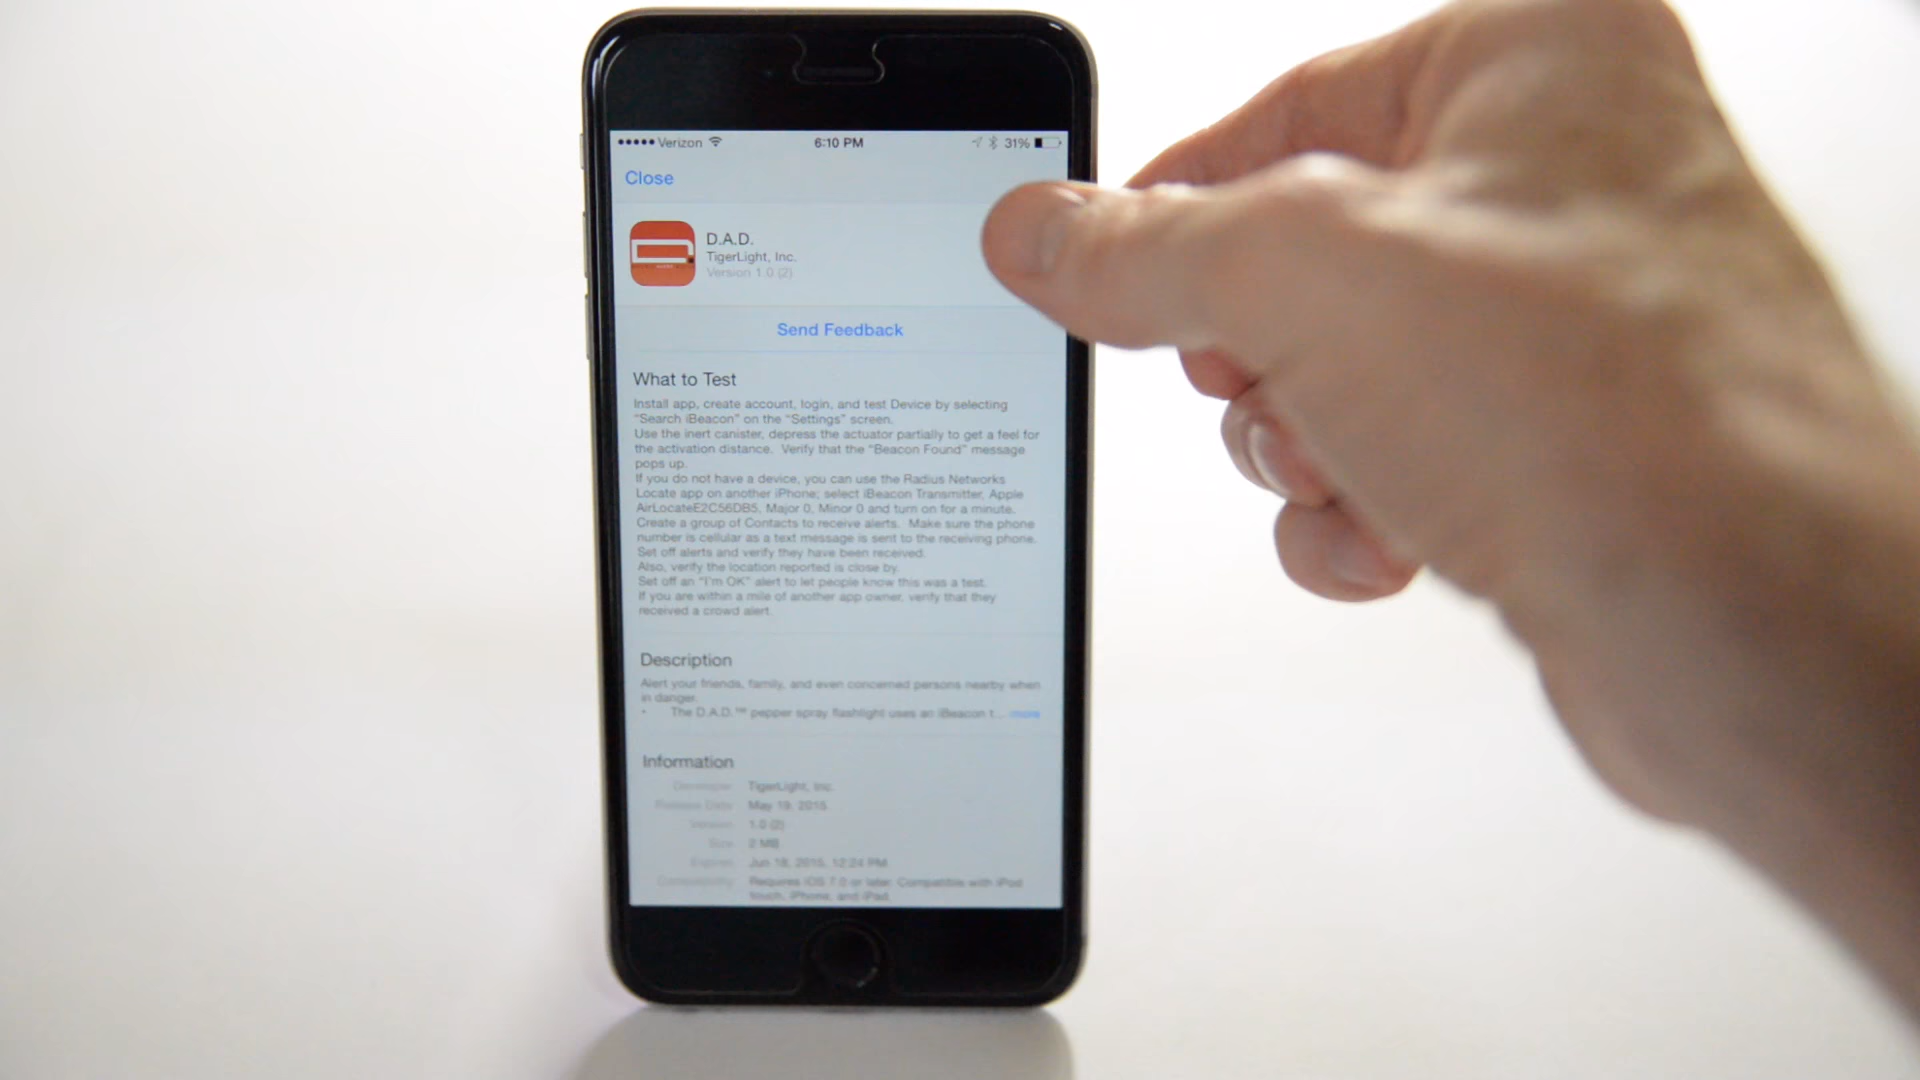 ●●●●● Verizon 6:10 PM 31%
Close
D.A.D.
TigerLight, Inc.
Version 1.0 (2)
Send Feedback
What to Test
Install app, create account, login, and test Device by selecting
“Search iBeacon” on the “Settings” screen.
Use the inert canister, depress the actuator partially to get a feel for
the activation distance. Verify that the “Beacon Found” message
pops up.
If you do not have a device, you can use the Radius Networks
Locate app on another iPhone; select iBeacon Transmitter, Apple
AirLocateE2C56DB5, Major 0, Minor 0 and turn on for a minute.
Create a group of Contacts to receive alerts. Make sure the phone
number is cellular as a text message is sent to the receiving phone.
Set off alerts and verify they have been received.
Also, verify the location reported is close by.
Set off an “I'm OK” alert to let people know this was a test.
If you are within a mile of another app owner, verify that they
received a crowd alert.
Description
Alert your friends, family, and even concerned persons nearby when
in danger.
• The D.A.D.™ pepper spray flashlight uses an iBeacon t... more
Information
Developer TigerLight, Inc.
Release Date May 19, 2015
Version 1.0 (2)
Size 2 MB
Expires Jun 18, 2015, 12:24 PM
Compatibility Requires iOS 7.0 or later. Compatible with iPod
touch, iPhone, and iPad.